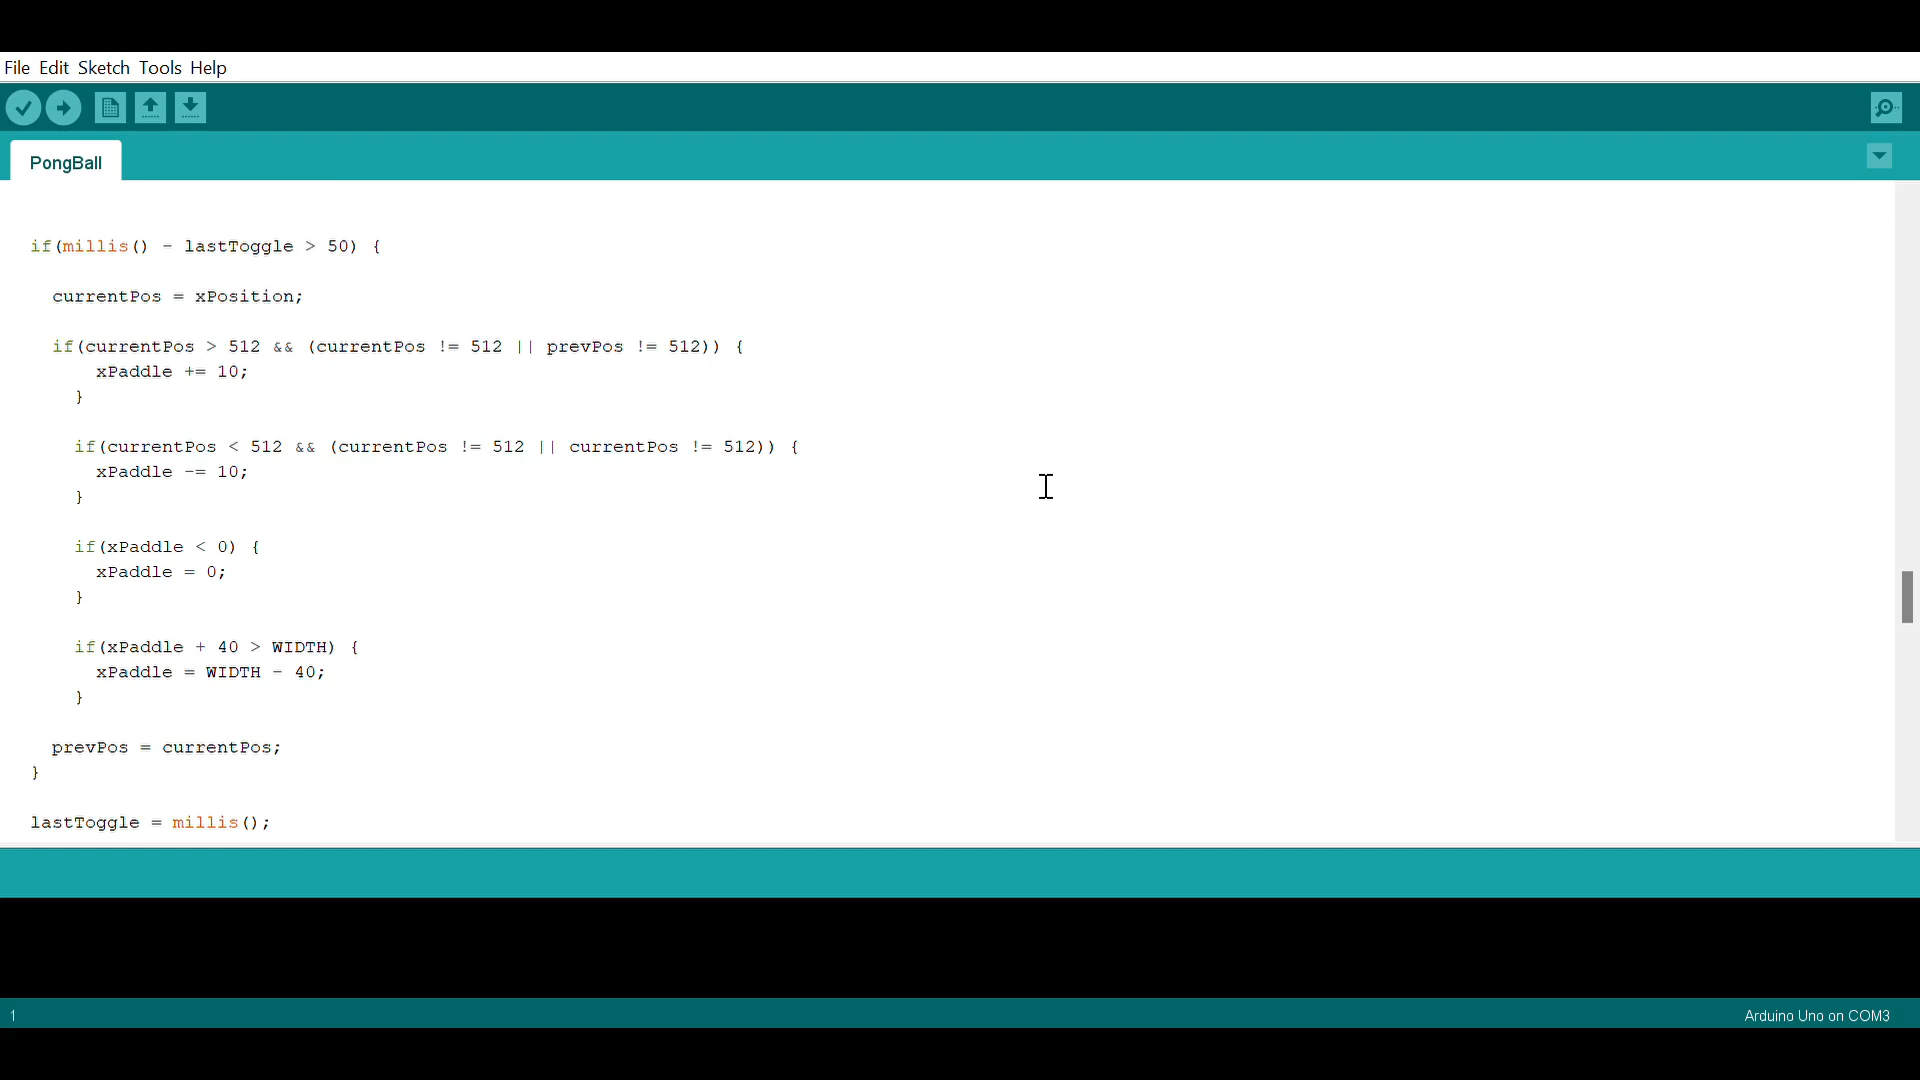 File Edit Sketch Tools Help
PongBall
if(millis() - lastToggle > 50) {
currentPos = xPosition;
if(currentPos > 512 && (currentPos != 512 || prevPos != 512)) {
xPaddle += 10;
}
if(currentPos < 512 && (currentPos != 512 || currentPos != 512)) {
xPaddle -= 10;
}
if(xPaddle < 0) {
xPaddle = 0;
}
if(xPaddle + 40 > WIDTH) {
xPaddle = WIDTH - 40;
}
prevPos = currentPos;
}
lastToggle = millis();
1
Arduino Uno on COM3